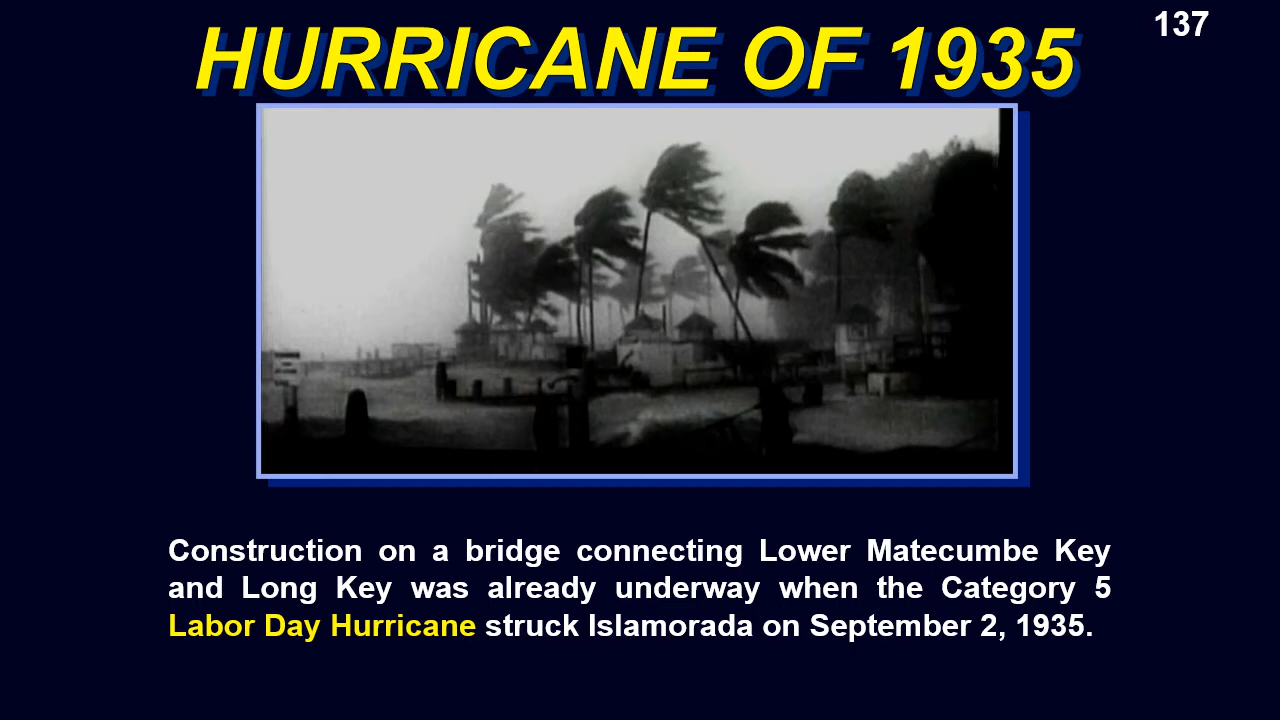 137
HURRICANE OF 1935
Construction on a bridge connecting Lower Matecumbe Key
and Long Key was already underway when the Category 5
Labor Day Hurricane struck Islamorada on September 2, 1935.